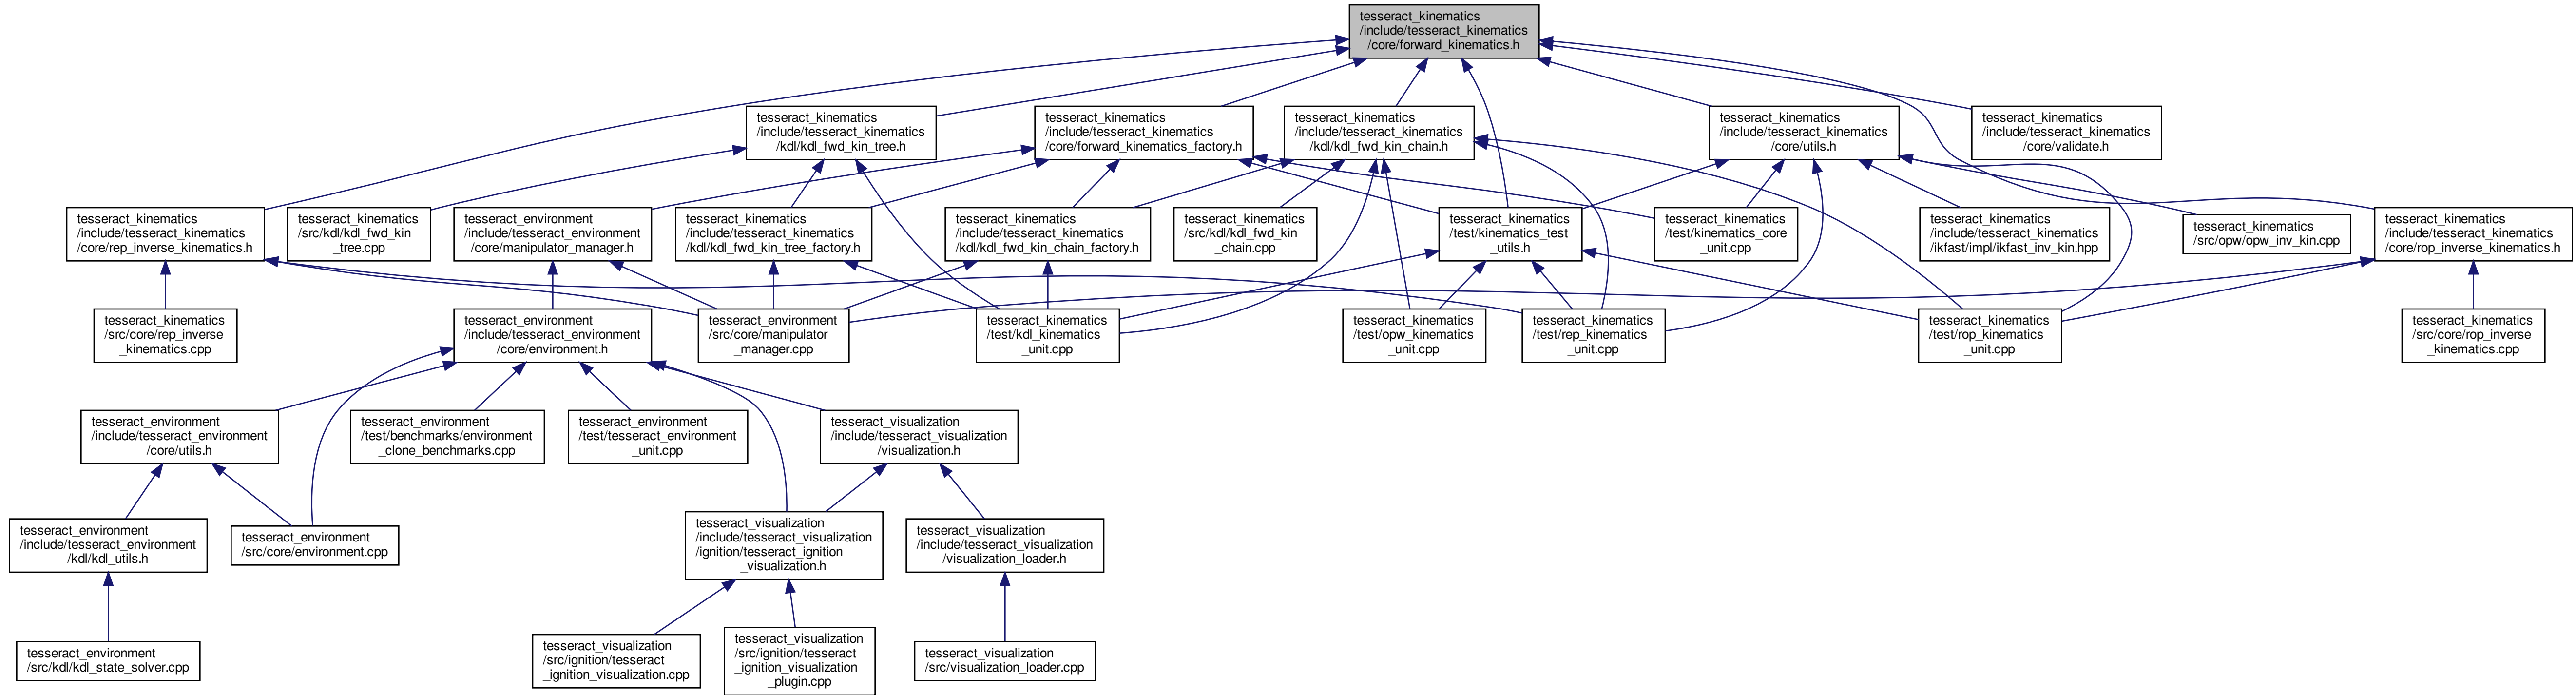 tesseract_kinematics
/include/tesseract_kinematics
/core/forward_kinematics.h
tesseract_kinematics
/include/tesseract_kinematics
/kdl/kdl_fwd_kin_tree.h
tesseract_kinematics
/include/tesseract_kinematics
/core/forward_kinematics_factory.h
tesseract_kinematics
/include/tesseract_kinematics
/kdl/kdl_fwd_kin_chain.h
tesseract_kinematics
/include/tesseract_kinematics
/core/utils.h
tesseract_kinematics
/include/tesseract_kinematics
/core/validate.h
tesseract_kinematics
/include/tesseract_kinematics
/core/rep_inverse_kinematics.h
tesseract_kinematics
/src/kdl/kdl_fwd_kin
_tree.cpp
tesseract_environment
/include/tesseract_environment
/core/manipulator_manager.h
tesseract_kinematics
/include/tesseract_kinematics
/kdl/kdl_fwd_kin_tree_factory.h
tesseract_kinematics
/include/tesseract_kinematics
/kdl/kdl_fwd_kin_chain_factory.h
tesseract_kinematics
/src/kdl/kdl_fwd_kin
_chain.cpp
tesseract_kinematics
/test/kinematics_test
_utils.h
tesseract_kinematics
/test/kinematics_core
_unit.cpp
tesseract_kinematics
/include/tesseract_kinematics
/ikfast/impl/ikfast_inv_kin.hpp
tesseract_kinematics
/src/opw/opw_inv_kin.cpp
tesseract_kinematics
/include/tesseract_kinematics
/core/rop_inverse_kinematics.h
tesseract_kinematics
/src/core/rep_inverse
_kinematics.cpp
tesseract_environment
/include/tesseract_environment
/core/environment.h
tesseract_environment
/src/core/manipulator
_manager.cpp
tesseract_kinematics
/test/kdl_kinematics
_unit.cpp
tesseract_kinematics
/test/opw_kinematics
_unit.cpp
tesseract_kinematics
/test/rep_kinematics
_unit.cpp
tesseract_kinematics
/test/rop_kinematics
_unit.cpp
tesseract_kinematics
/src/core/rop_inverse
_kinematics.cpp
tesseract_environment
/include/tesseract_environment
/core/utils.h
tesseract_environment
/test/benchmarks/environment
_clone_benchmarks.cpp
tesseract_environment
/test/tesseract_environment
_unit.cpp
tesseract_visualization
/include/tesseract_visualization
/visualization.h
tesseract_environment
/include/tesseract_environment
/kdl/kdl_utils.h
tesseract_environment
/src/core/environment.cpp
tesseract_visualization
/include/tesseract_visualization
/ignition/tesseract_ignition
_visualization.h
tesseract_visualization
/include/tesseract_visualization
/visualization_loader.h
tesseract_environment
/src/kdl/kdl_state_solver.cpp
tesseract_visualization
/src/ignition/tesseract
_ignition_visualization.cpp
tesseract_visualization
/src/ignition/tesseract
_ignition_visualization
_plugin.cpp
tesseract_visualization
/src/visualization_loader.cpp